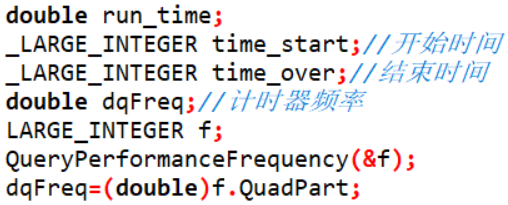 double run_time;
_LARGE_INTEGER time_start;//开始时间
_LARGE_INTEGER time_over;//结束时间
double dqFreq;//计时器频率
LARGE_INTEGER f;
QueryPerformanceFrequency(&f);
dqFreq=(double)f.QuadPart;